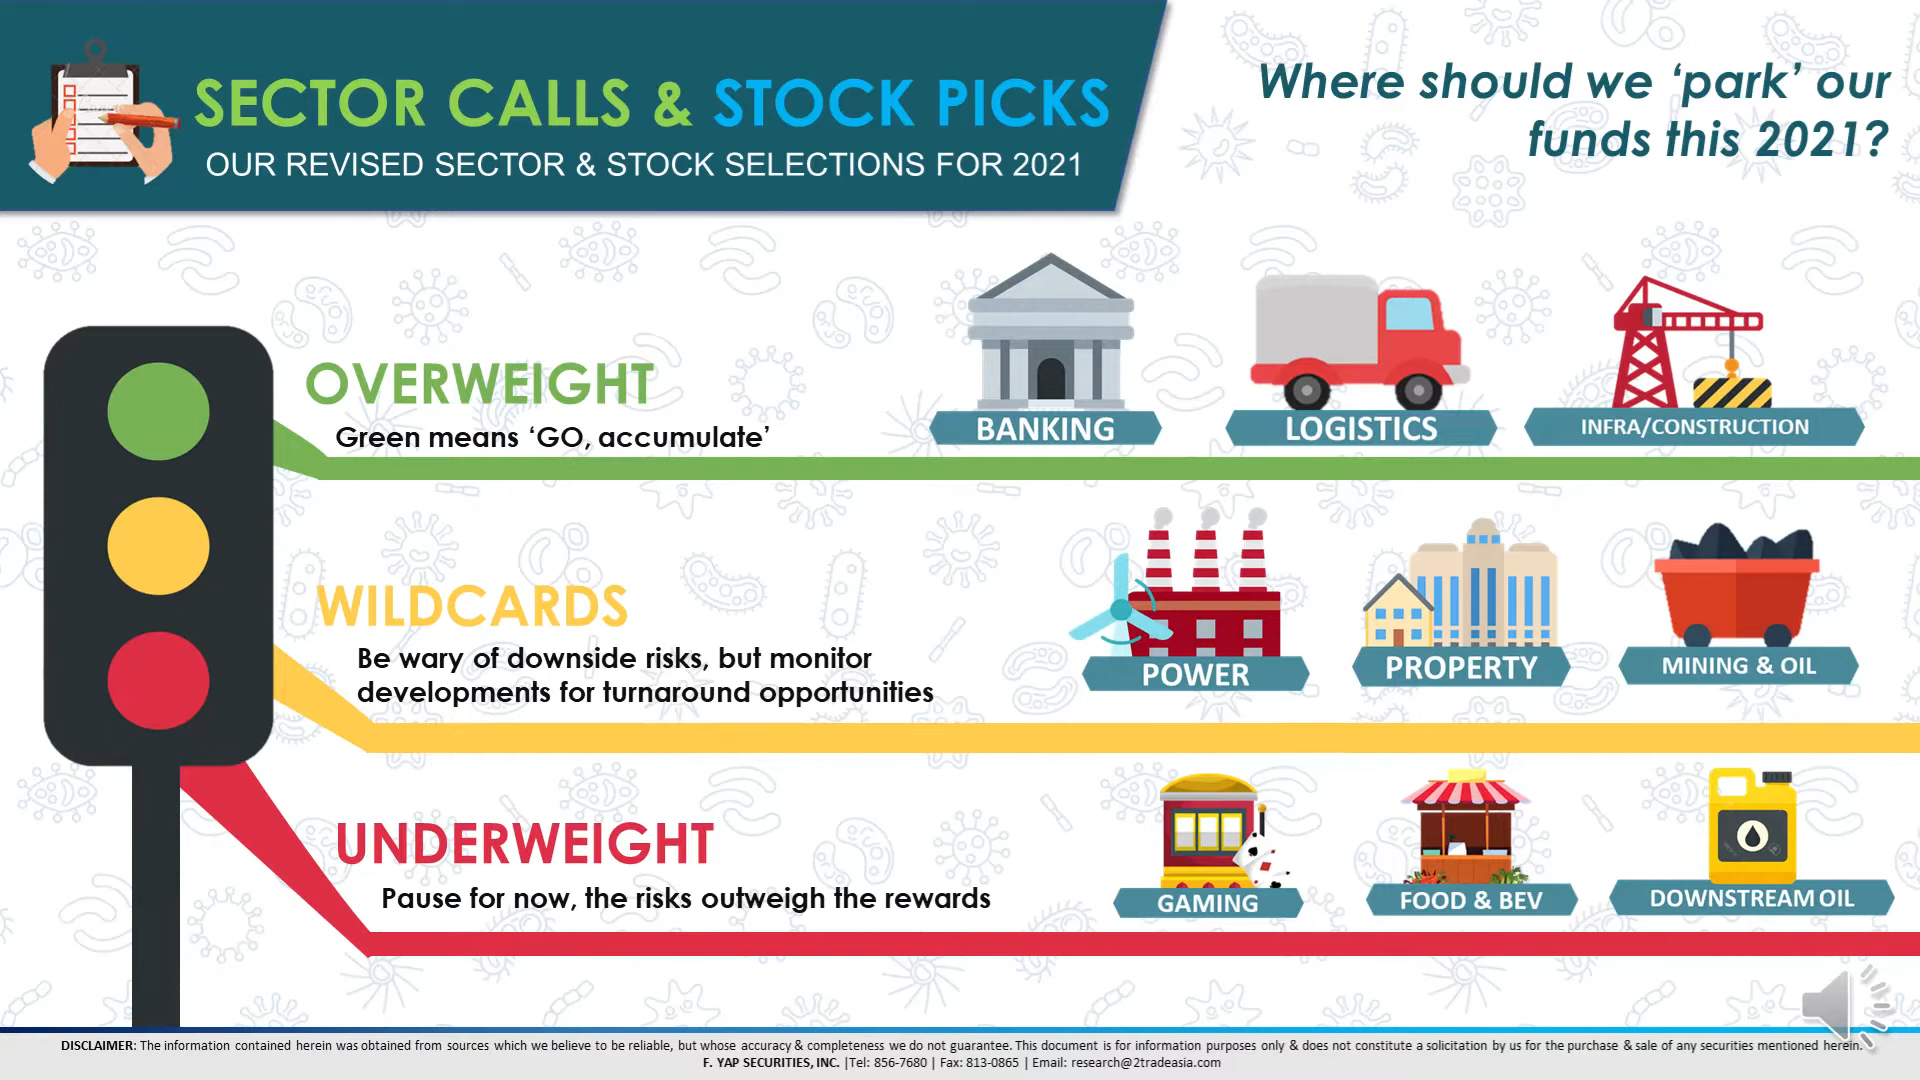 SECTOR CALLS & STOCK PICKS
OUR REVISED SECTOR & STOCK SELECTIONS FOR 2021
Where should we ‘park’ our
funds this 2021?
OVERWEIGHT
Green means ‘GO, accumulate’
BANKING
LOGISTICS
INFRA/CONSTRUCTION
WILDCARDS
Be wary of downside risks, but monitor
developments for turnaround opportunities
POWER
PROPERTY
MINING & OIL
UNDERWEIGHT
Pause for now, the risks outweigh the rewards
GAMING
FOOD & BEV
DOWNSTREAM OIL
DISCLAIMER: The information contained herein was obtained from sources which we believe to be reliable, but whose accuracy & completeness we do not guarantee. This document is for information purposes only & does not constitute a solicitation by us for the purchase & sale of any securities mentioned herein.
F. YAP SECURITIES, INC. |Tel: 856-7680 | Fax: 813-0865 | Email: research@2tradeasia.com